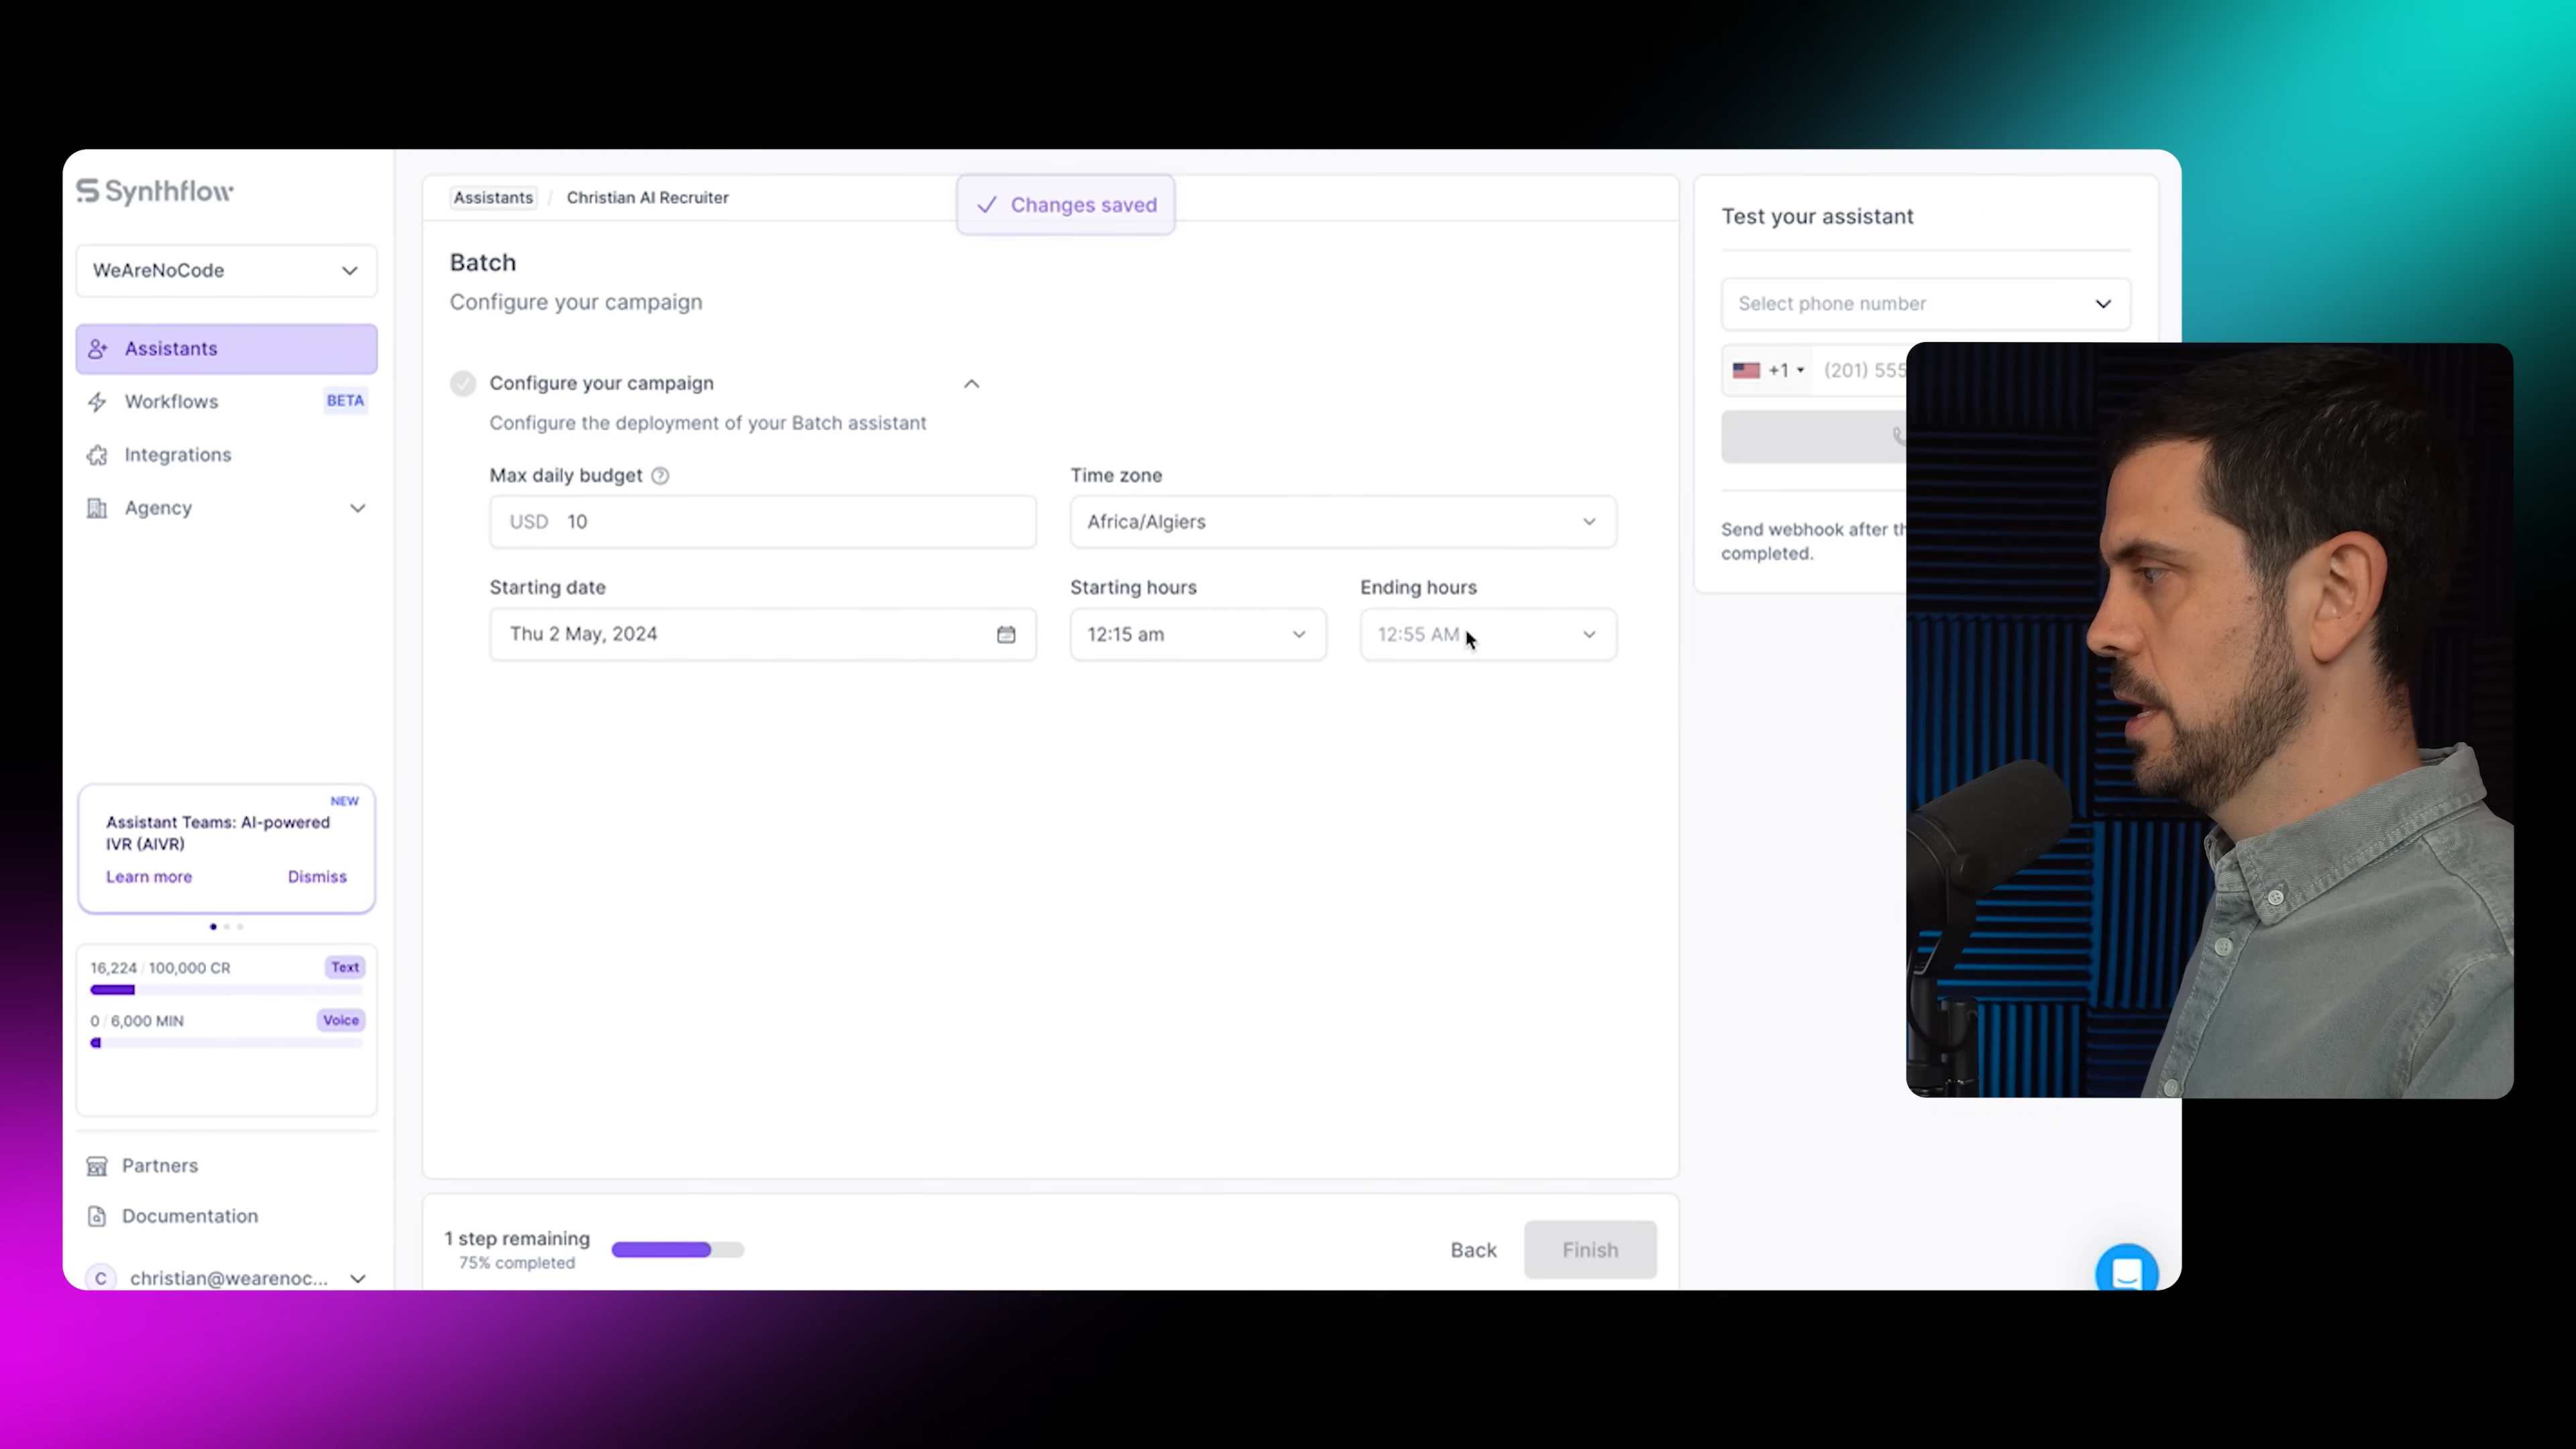 Synthflow
WeAreNoCode
Assistants
Workflows BETA
Integrations
Agency
NEW
Assistant Teams: AI-powered
IVR (AIVR)
Learn more Dismiss
16,224 / 100,000 CR Text
0 / 6,000 MIN Voice
Partners
Documentation
C christian@wearenoc...
Assistants / Christian AI Recruiter
Changes saved
Batch
Configure your campaign
Configure your campaign
Configure the deployment of your Batch assistant
Max daily budget ? Time zone
USD 10 Africa/Algiers
Starting date Starting hours Ending hours
Thu 2 May, 2024 12:15 am 12:55 AM
1 step remaining
75% completed
Back Finish
Test your assistant
Select phone number
+1 (201) 555
Send webhook after
completed.